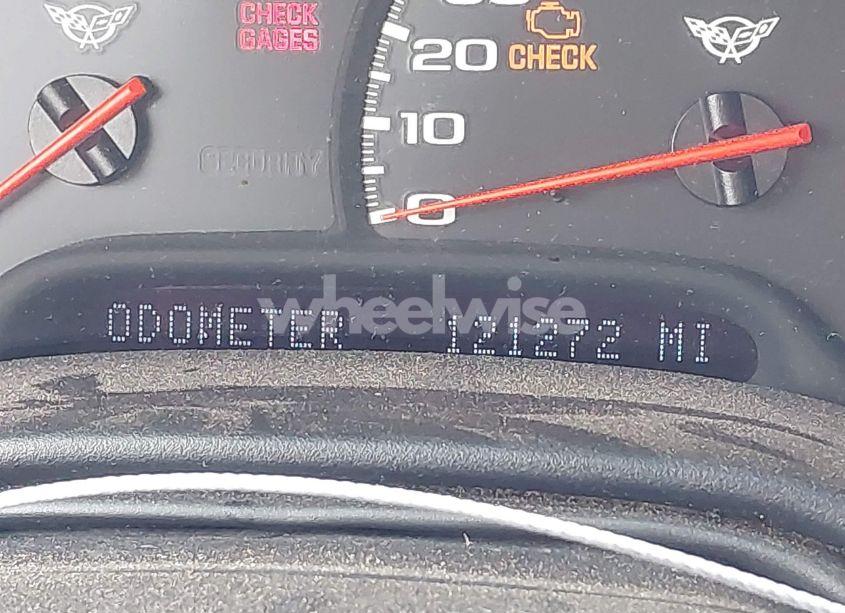 CHECK
GAGES
20
CHECK
10
SECURITY
0
wheelwise
ODOMETER 121272 MI